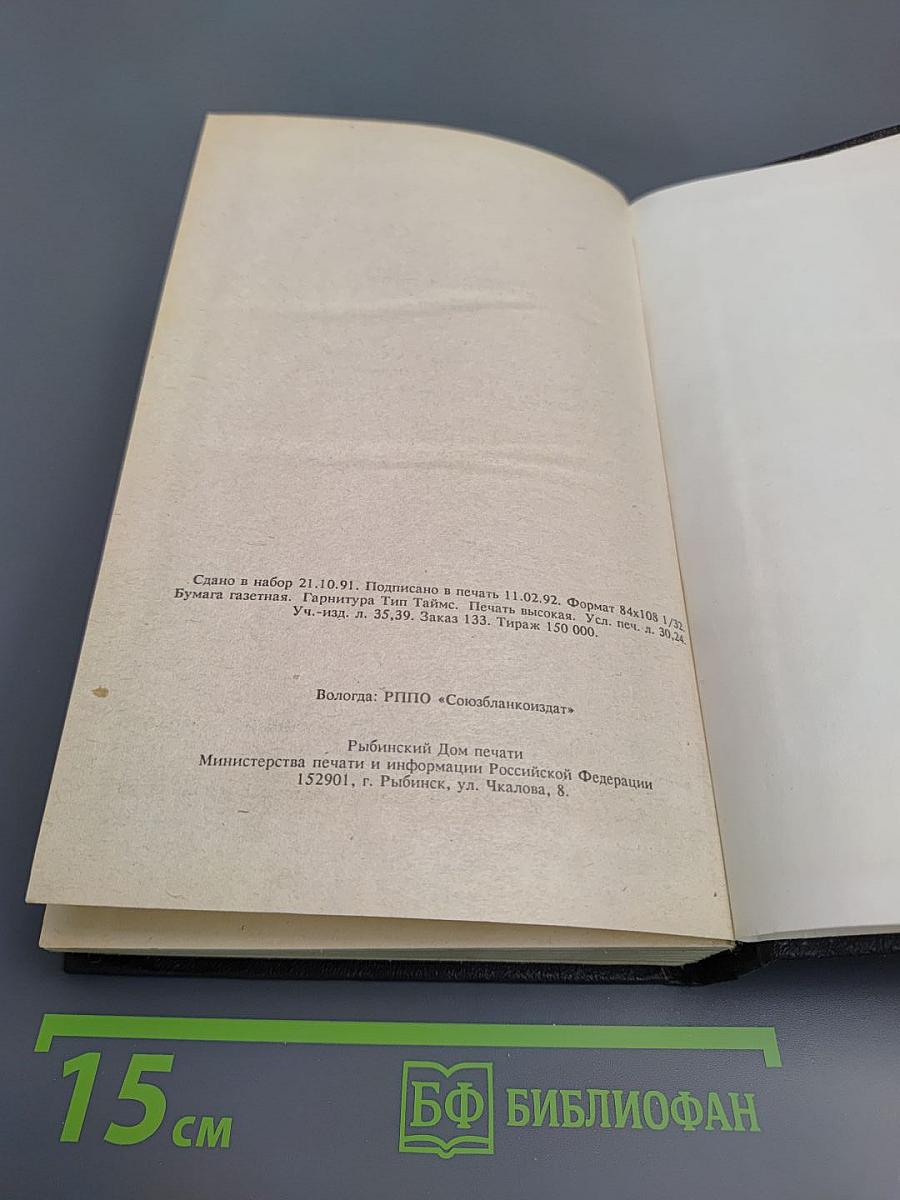 Сдано в набор 21.10.91. Подписано в печать 11.02.92. Формат 84x108 1/32.
Бумага газетная. Гарнитура Тип Таймс. Печать высокая. Усл. печ. л. 30,24.
Уч.-изд. л. 35,39. Заказ 133. Тираж 150 000.
Вологда: РППО «Союзбланкоиздат»
Рыбинский Дом печати
Министерства печати и информации Российской Федерации
152901, г. Рыбинск, ул. Чкалова, 8.
15 см
БФ БИБЛИОФАН